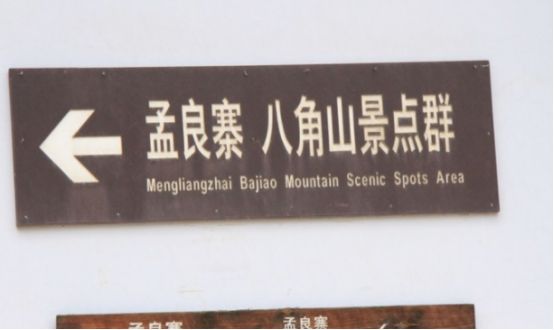 孟良寨 八角山景点群
Mengliangzhai Bajiao Mountain Scenic Spots Area
孟良寨 孟良寨